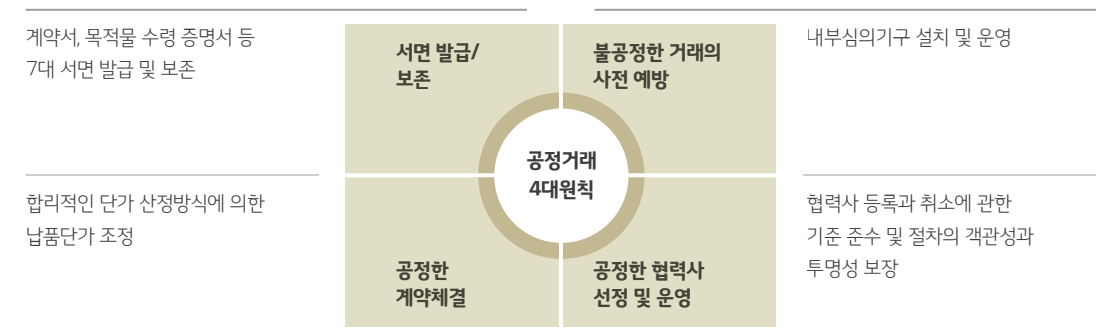 계약서, 목적물 수령 증명서 등
7대 서면 발급 및 보존
서면 발급/
보존
불공정한 거래의
사전 예방
내부심의기구 설치 및 운영
공정거래
4대원칙
합리적인 단가 산정방식에 의한
납품단가 조정
공정한
계약체결
공정한 협력사
선정 및 운영
협력사 등록과 취소에 관한
기준 준수 및 절차의 객관성과
투명성 보장